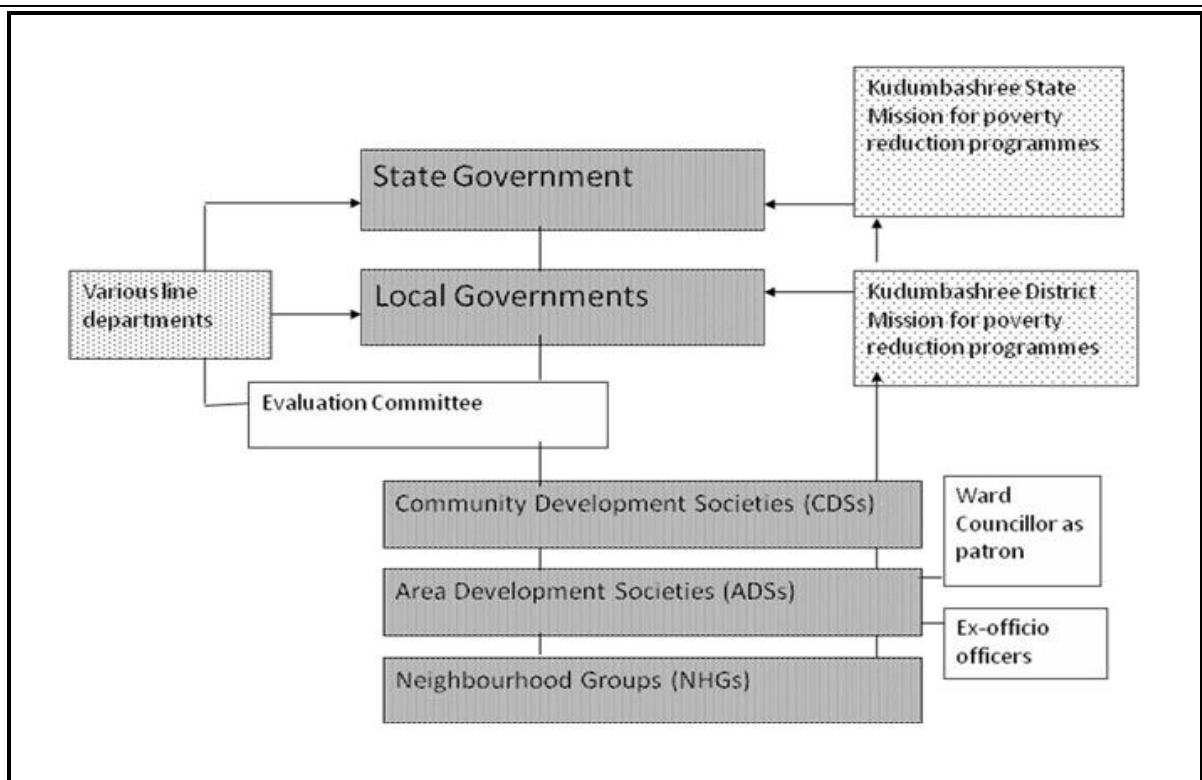 Kudumbashree State
Mission for poverty
reduction programmes
State Government
Various line
departments
Local Governments
Kudumbashree District
Mission for poverty
reduction programmes
Evaluation Committee
Community Development Societies (CDSs)
Ward
Councillor as
patron
Area Development Societies (ADSs)
Ex-officio
officers
Neighbourhood Groups (NHGs)